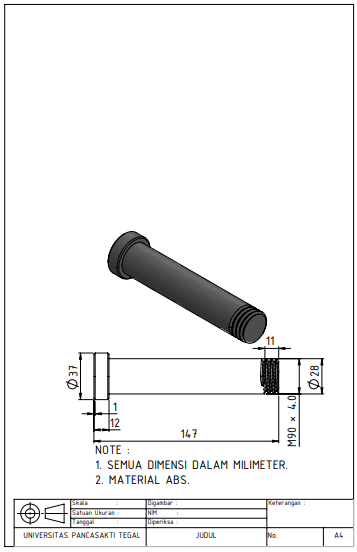 11
Ø37
1
12
147
M90 × 4.0
Ø28
NOTE :
1. SEMUA DIMENSI DALAM MILIMETER.
2. MATERIAL ABS.
Skala : Digambar : Keterangan :
Satuan Ukuran : NIM :
Tanggal : Diperiksa :
UNIVERSITAS PANCASAKTI TEGAL JUDUL No. A4